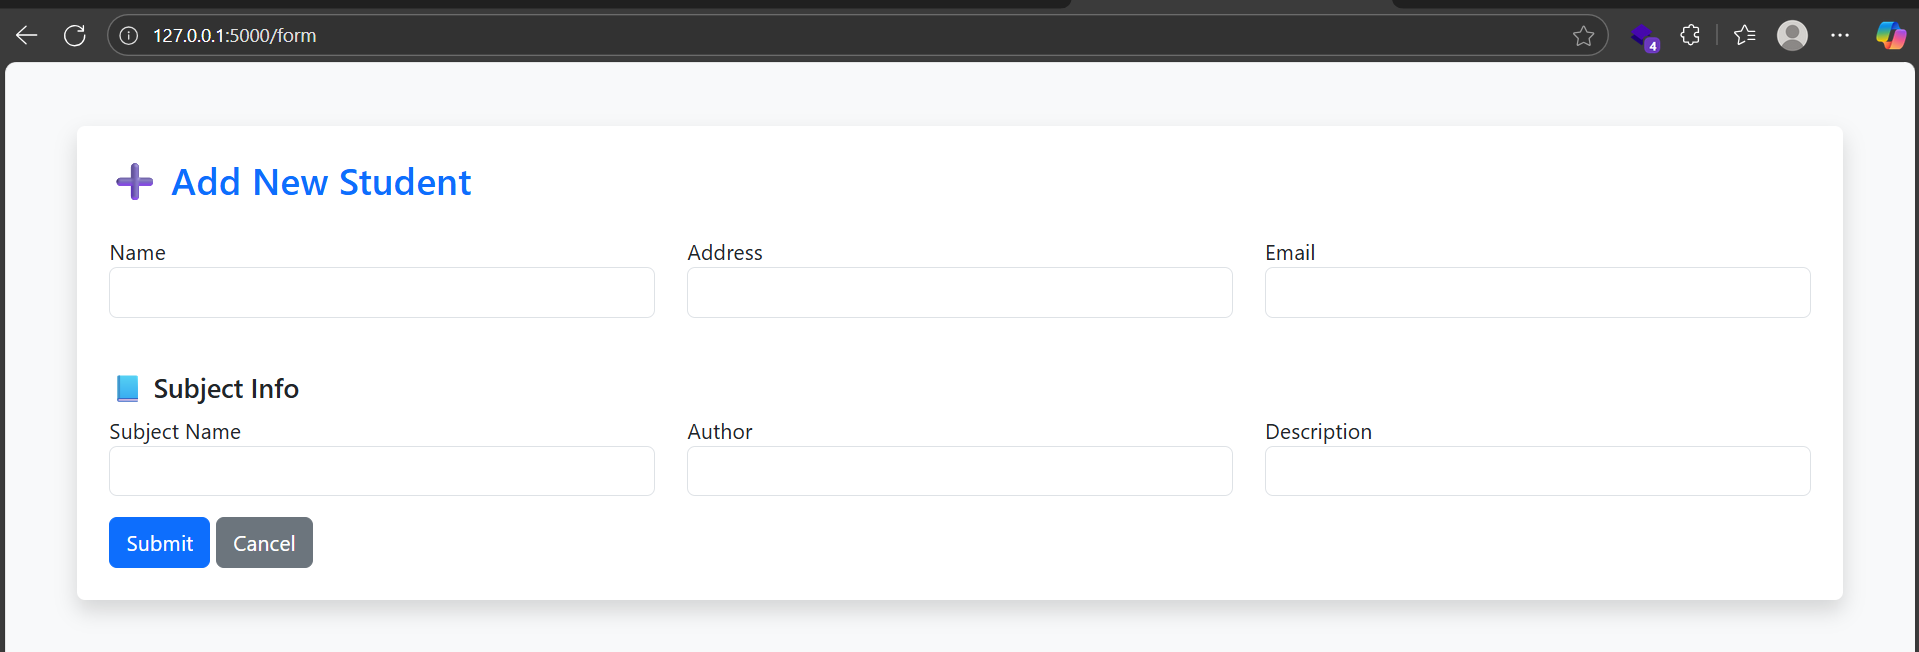 127.0.0.1:5000/form
4
➕ Add New Student
Name Address Email
📘 Subject Info
Subject Name Author Description
Submit Cancel